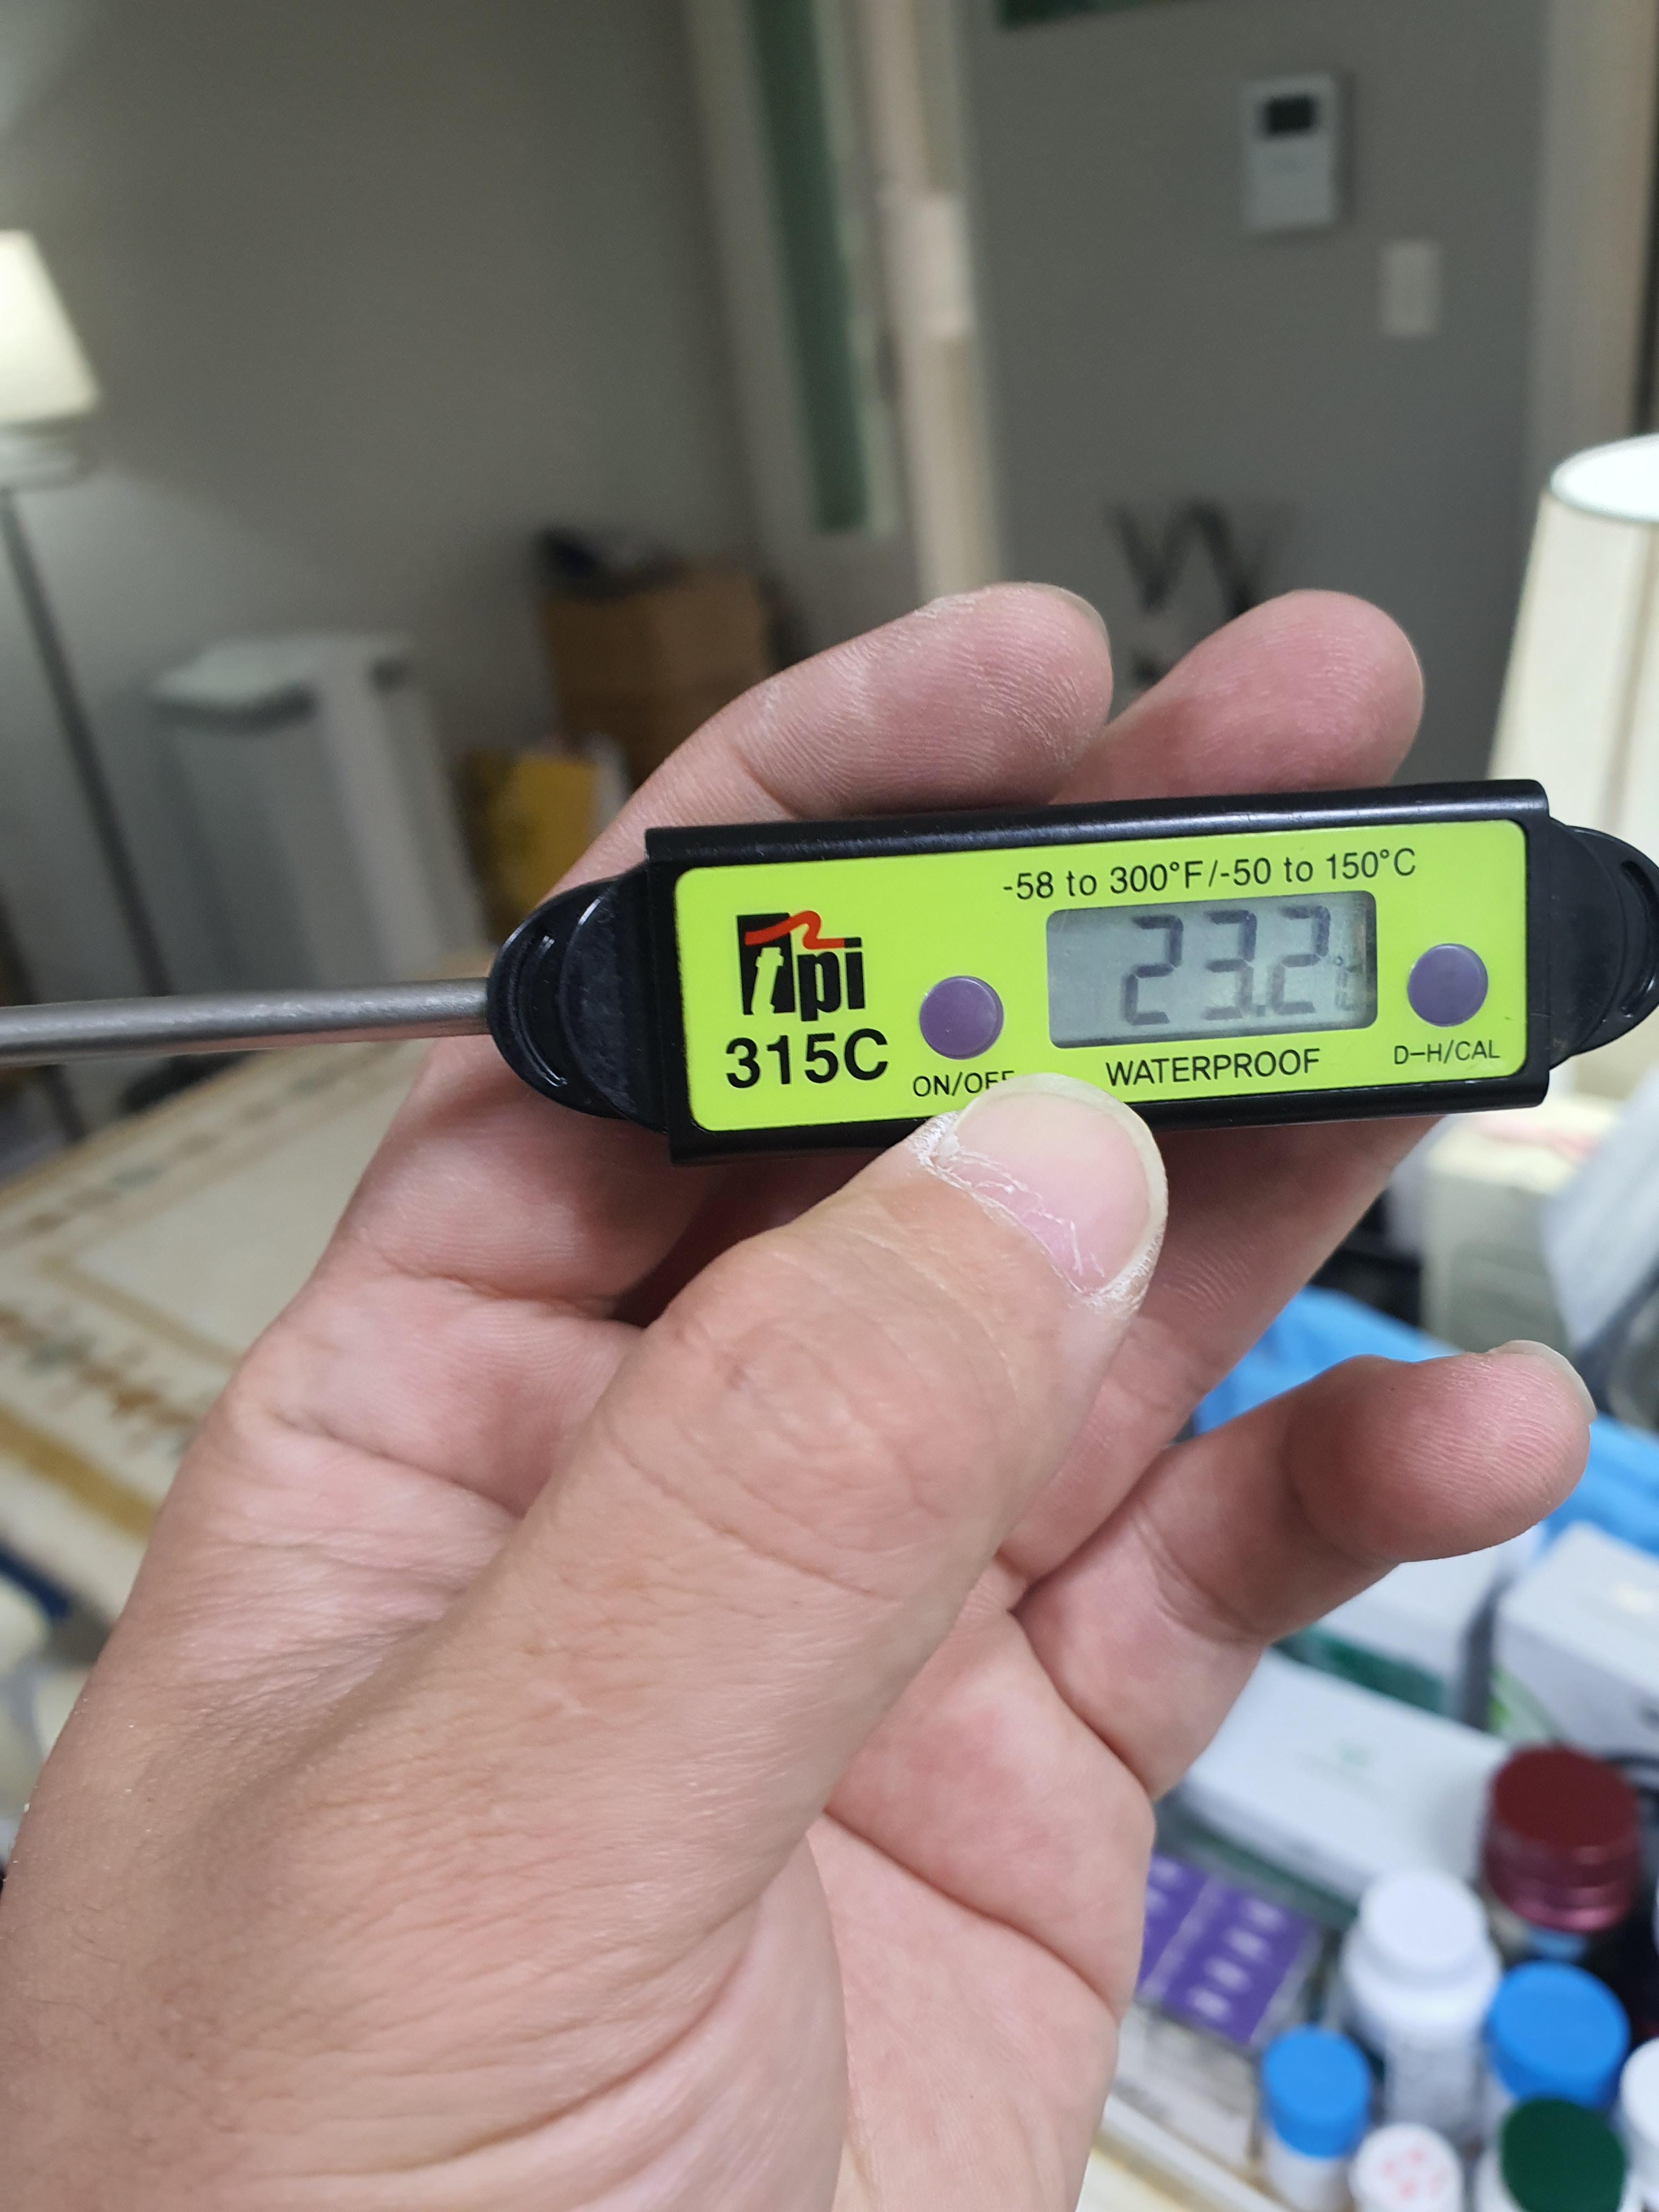 -58 to 300°F/-50 to 150°C
Tpi
23.2°C
315C
ON/OFF
WATERPROOF
D-H/CAL